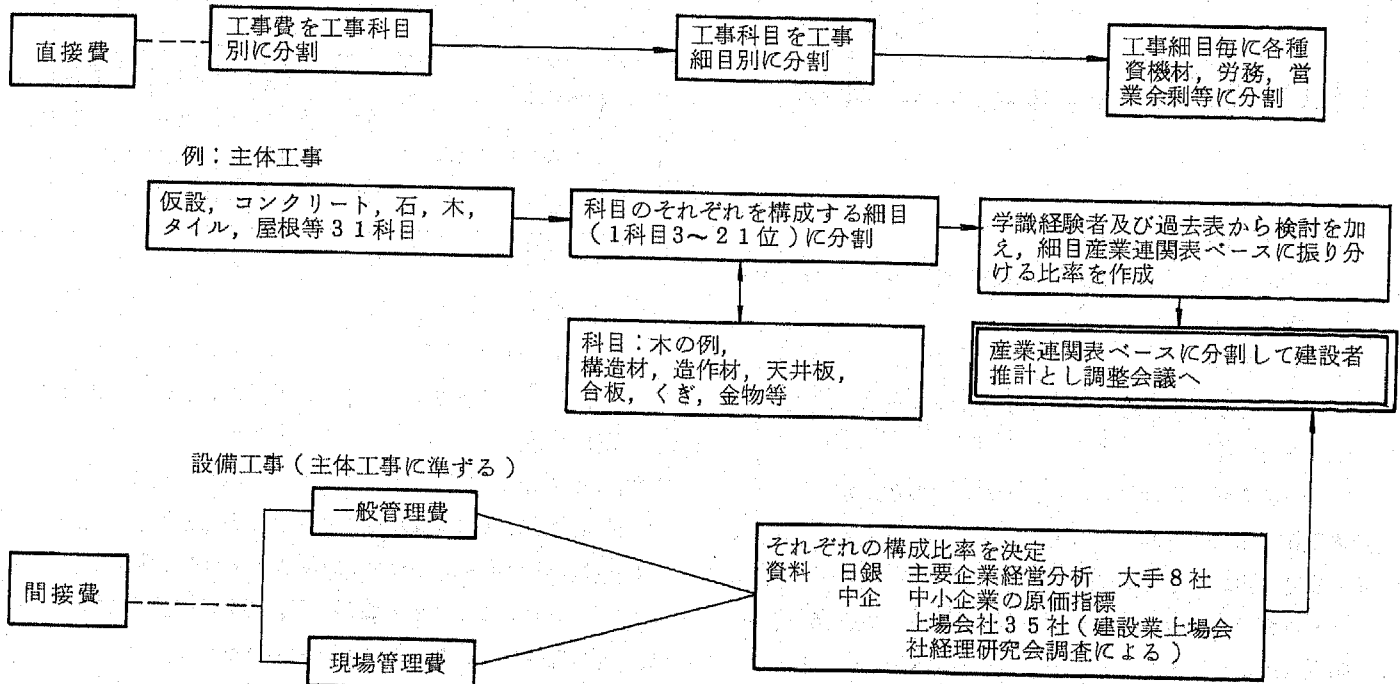 直接費
工事費を工事科目
別に分割
工事科目を工事
細目別に分割
工事細目毎に各種
資機材，労務，営
業余剰等に分割
例：主体工事
仮設，コンクリート，石，木，
タイル，屋根等３１科目
科目のそれぞれを構成する細目
（１科目３～２１位）に分割
学識経験者及び過去表から検討を加
え，細目産業連関表ベースに振り分
ける比率を作成
科目：木の例，
構造材，造作材，天井板，
合板，くぎ，金物等
産業連関表ベースに分割して建設者
推計とし調整会議へ
設備工事（主体工事に準ずる）
間接費
一般管理費
現場管理費
それぞれの構成比率を決定
資料　日銀　主要企業経営分析　大手８社
中企　中小企業の原価指標
上場会社３５社（建設業上場会
社経理研究会調査による）